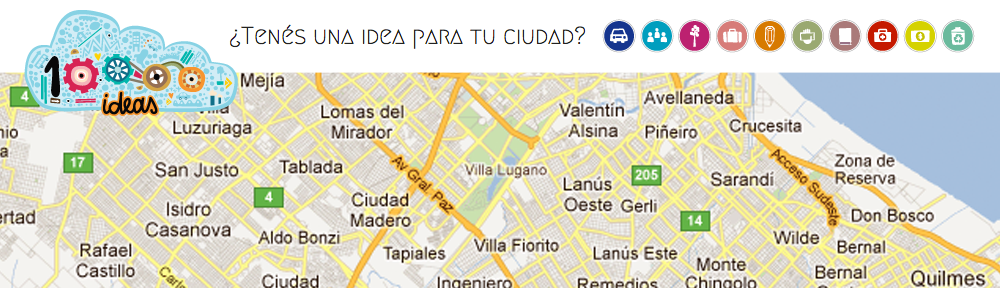 ¿Tenés una idea para tu ciudad?
10000
ideas
Mejía
Villa
Luzuriaga
Lomas del
Mirador
Valentín
Alsina
Avellaneda
Piñeiro
Crucesita
4
17
San Justo
Tablada
Av Gral. Paz
Villa Lugano
205
Sarandí
Acceso Sudeste
Zona de
Reserva
4
Isidro
Casanova
Ciudad
Madero
Lanús
Oeste
Gerli
14
Don Bosco
Aldo Bonzi
Tapiales
Villa Fiorito
Lanús Este
Wilde
Bernal
Rafael
Castillo
Ciudad
Ingeniero
Remedios
Monte
Chingolo
Bernal
Quilmes